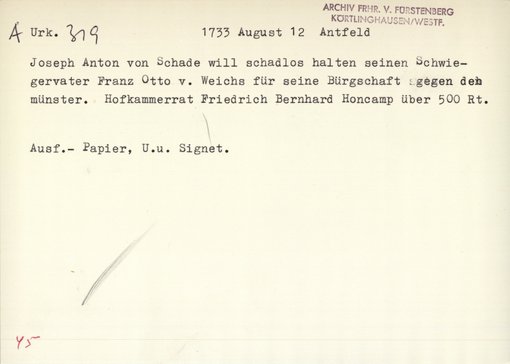 ARCHIV FRHR. V. FÜRSTENBERG
KÖRTLINGHAUSEN/WESTF.
A Urk. 319 1733 August 12 Antfeld
Joseph Anton von Schade will schadlos halten seinen Schwie-
gervater Franz Otto v. Weichs für seine Bürgschaft gegen den
münster. Hofkammerrat Friedrich Bernhard Honcamp über 500 Rt.
Ausf.- Papier, U.u. Signet.
45